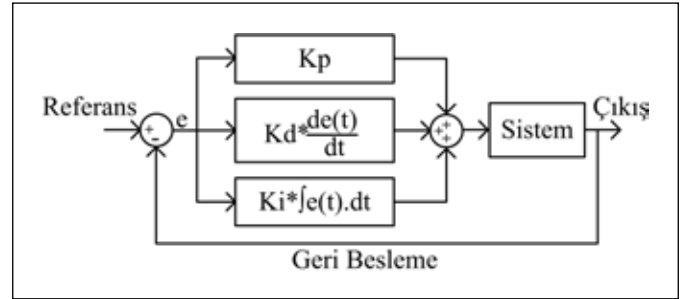 Kp
Referans
+
-
e
Kd*de(t)/dt
+
+
+
Sistem
Çıkış
Ki*∫e(t).dt
Geri Besleme